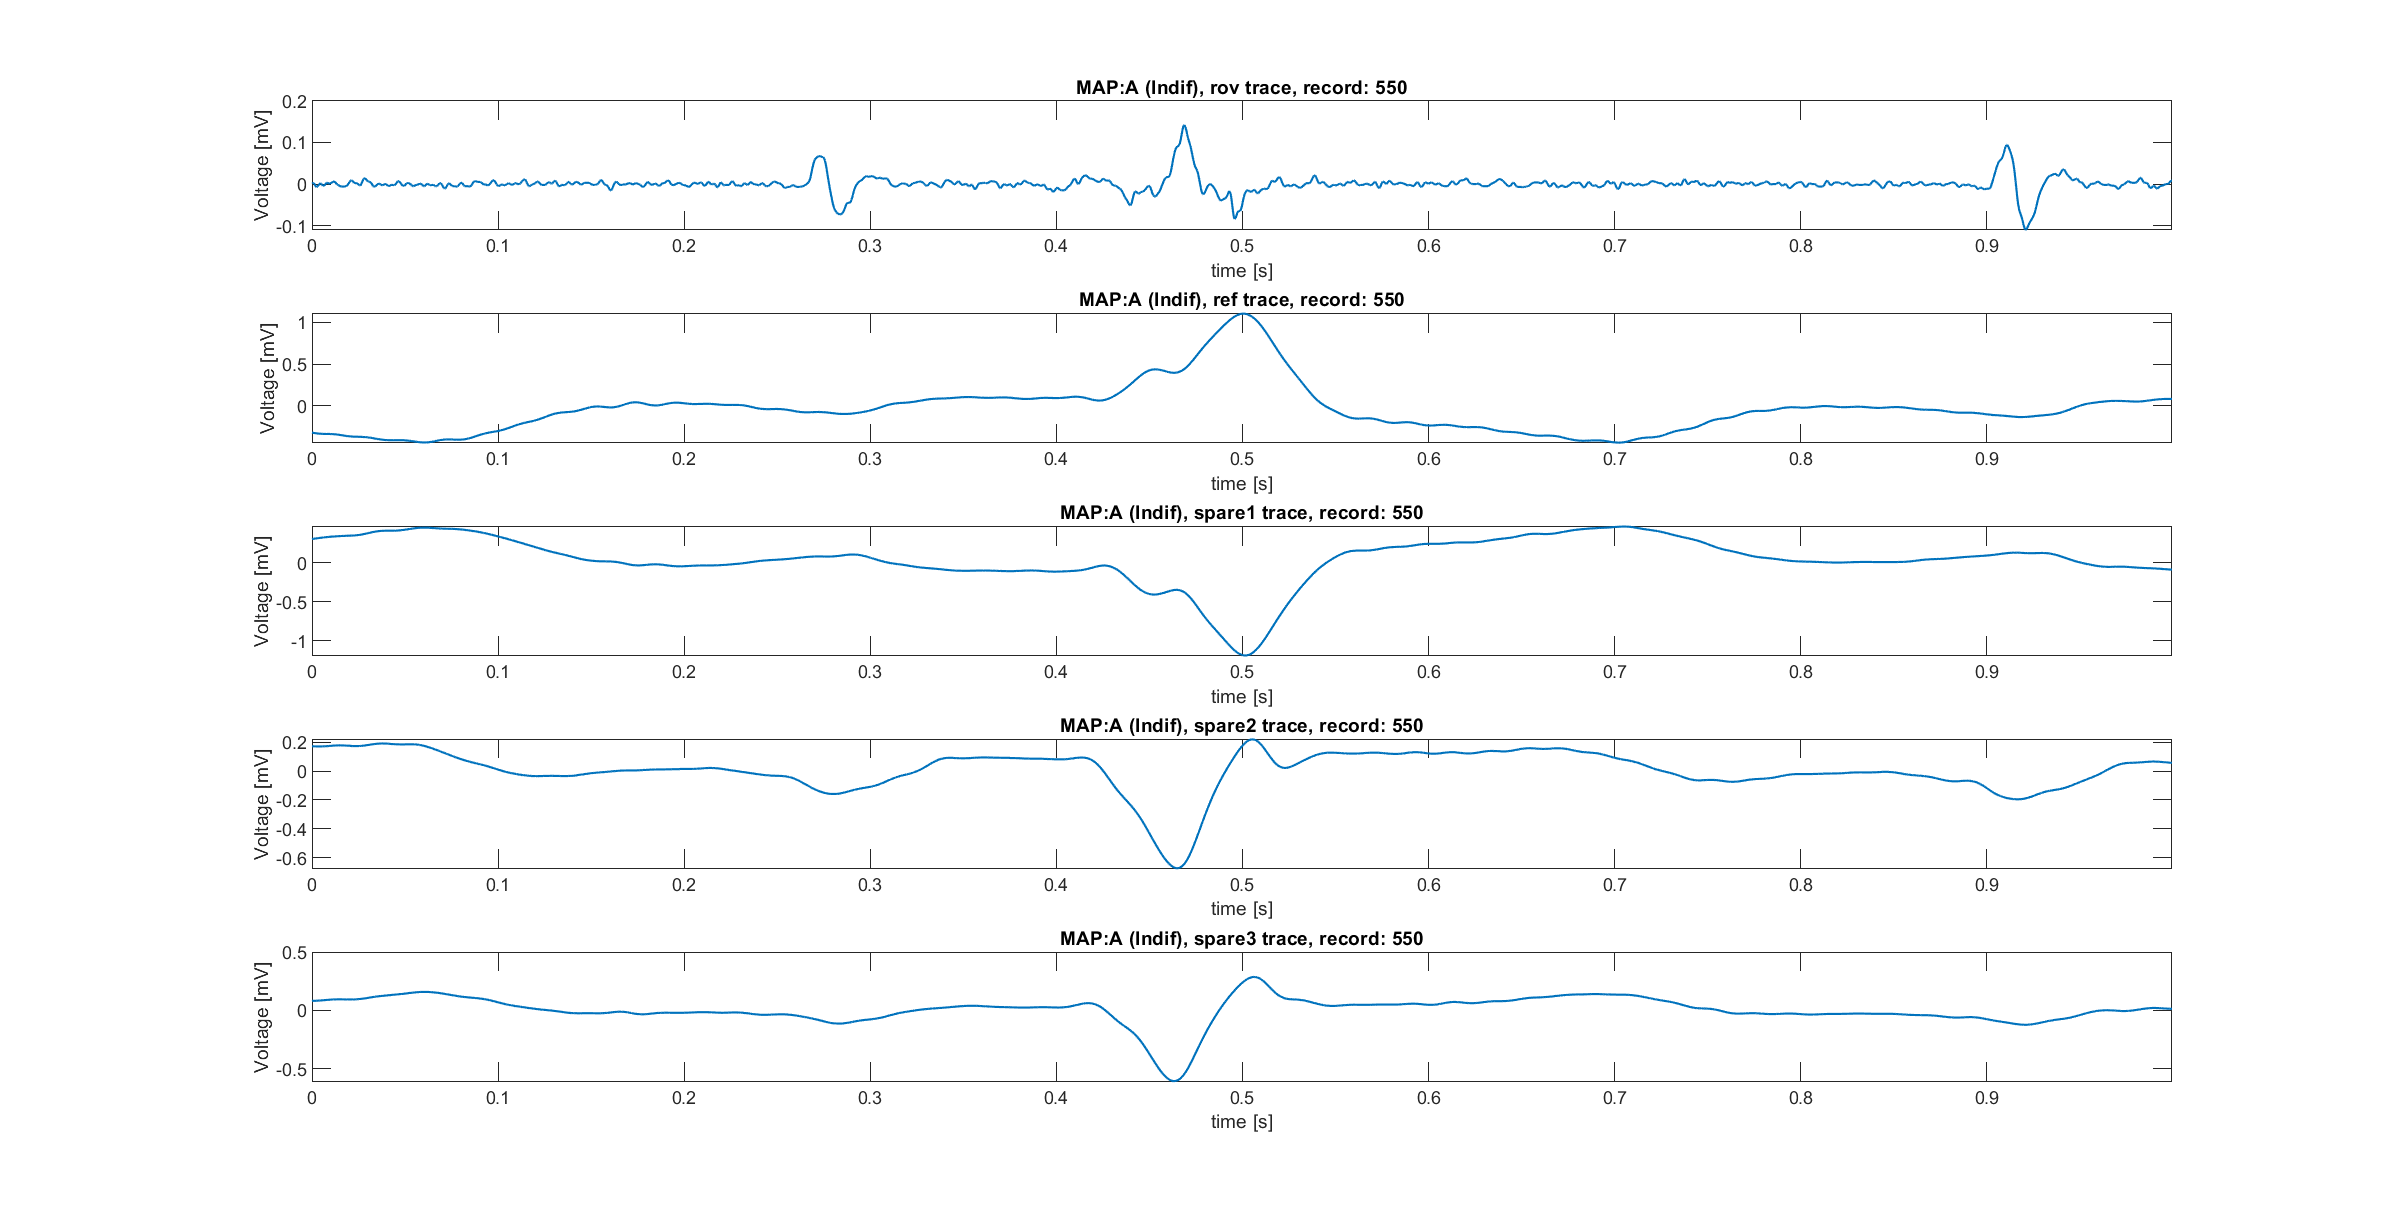 MAP:A (Indif), rov trace, record: 550
Voltage [mV]
0.2
0.1
0
-0.1
0 0.1 0.2 0.3 0.4 0.5 0.6 0.7 0.8 0.9
time [s]
MAP:A (Indif), ref trace, record: 550
Voltage [mV]
1
0.5
0
0 0.1 0.2 0.3 0.4 0.5 0.6 0.7 0.8 0.9
time [s]
MAP:A (Indif), spare1 trace, record: 550
Voltage [mV]
0
-0.5
-1
0 0.1 0.2 0.3 0.4 0.5 0.6 0.7 0.8 0.9
time [s]
MAP:A (Indif), spare2 trace, record: 550
Voltage [mV]
0.2
0
-0.2
-0.4
-0.6
0 0.1 0.2 0.3 0.4 0.5 0.6 0.7 0.8 0.9
time [s]
MAP:A (Indif), spare3 trace, record: 550
Voltage [mV]
0.5
0
-0.5
0 0.1 0.2 0.3 0.4 0.5 0.6 0.7 0.8 0.9
time [s]